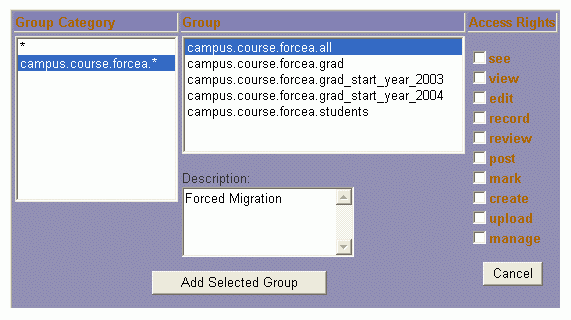 Group Category
*
campus.course.forcea.*
Group
campus.course.forcea.all
campus.course.forcea.grad
campus.course.forcea.grad_start_year_2003
campus.course.forcea.grad_start_year_2004
campus.course.forcea.students
Description:
Forced Migration
Add Selected Group
Access Rights
see
view
edit
record
review
post
mark
create
upload
manage
Cancel